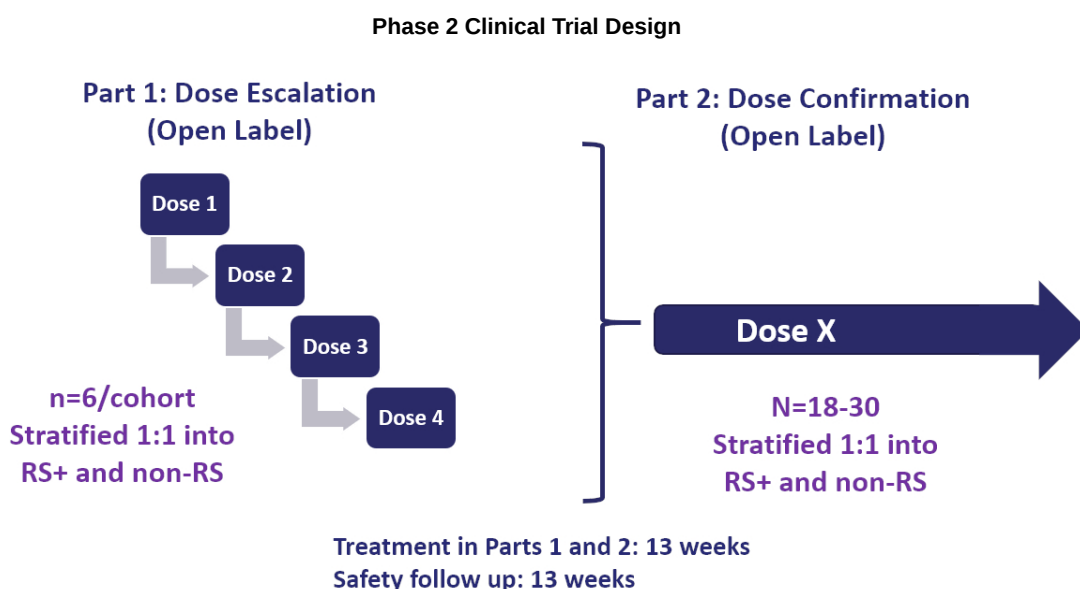 Phase 2 Clinical Trial Design
Part 1: Dose Escalation
(Open Label)
Dose 1
Dose 2
Dose 3
Dose 4
n=6/cohort
Stratified 1:1 into
RS+ and non-RS
Part 2: Dose Confirmation
(Open Label)
Dose X
N=18-30
Stratified 1:1 into
RS+ and non-RS
Treatment in Parts 1 and 2: 13 weeks
Safety follow up: 13 weeks